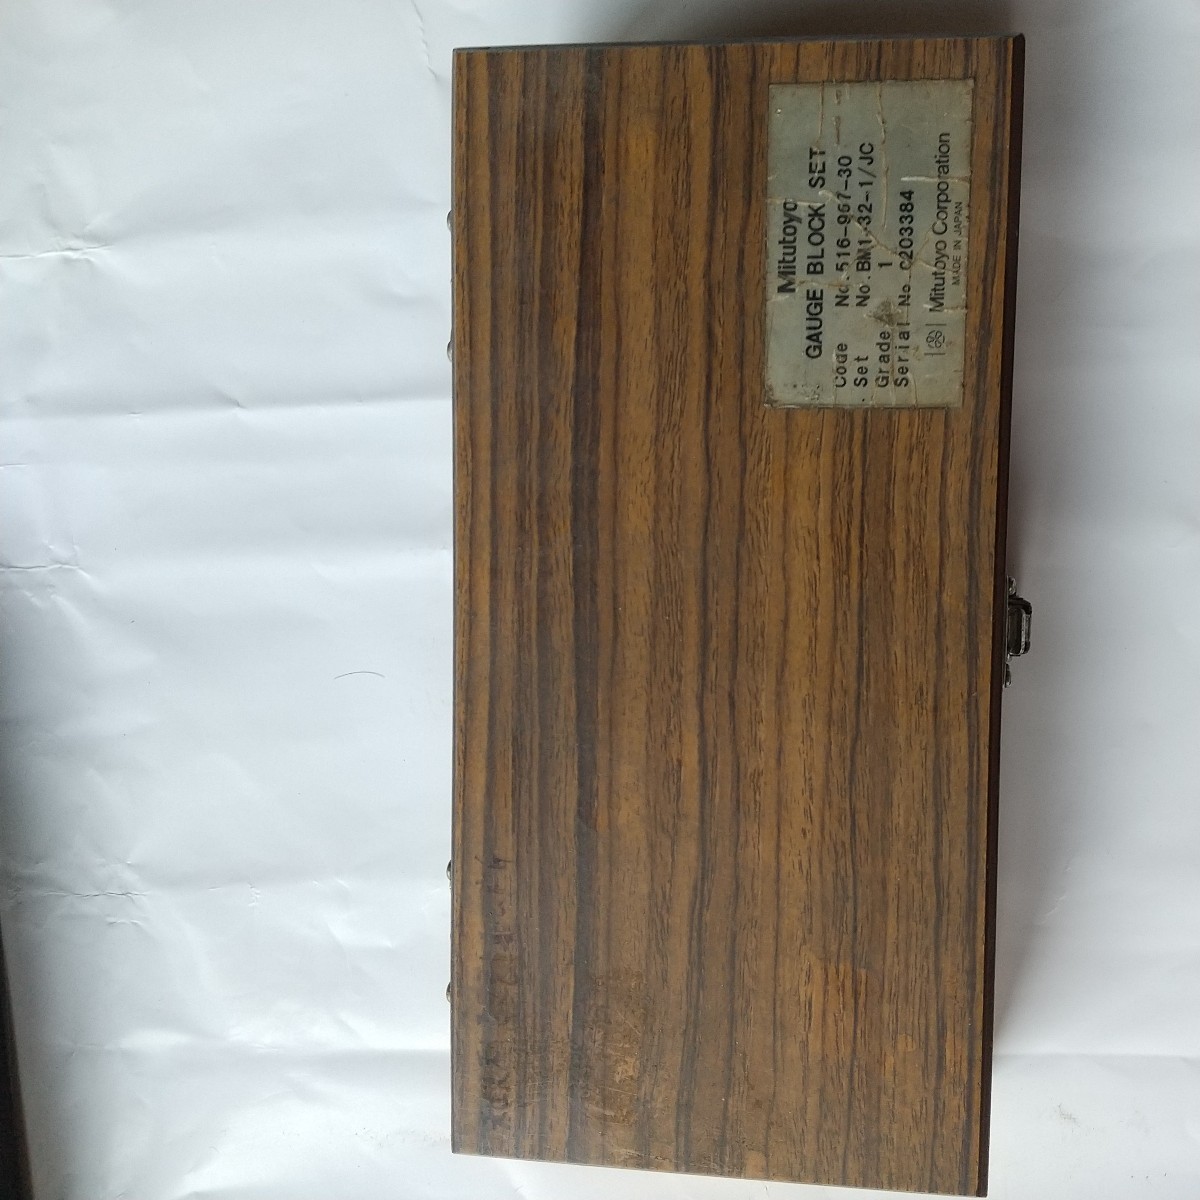 Mitutoyo
GAUGE BLOCK SET
Code No.516-967-30
Set No.BM1-32-1/JC
Grade 1
Serial No.C203384
Mitutoyo Corporation
MADE IN JAPAN